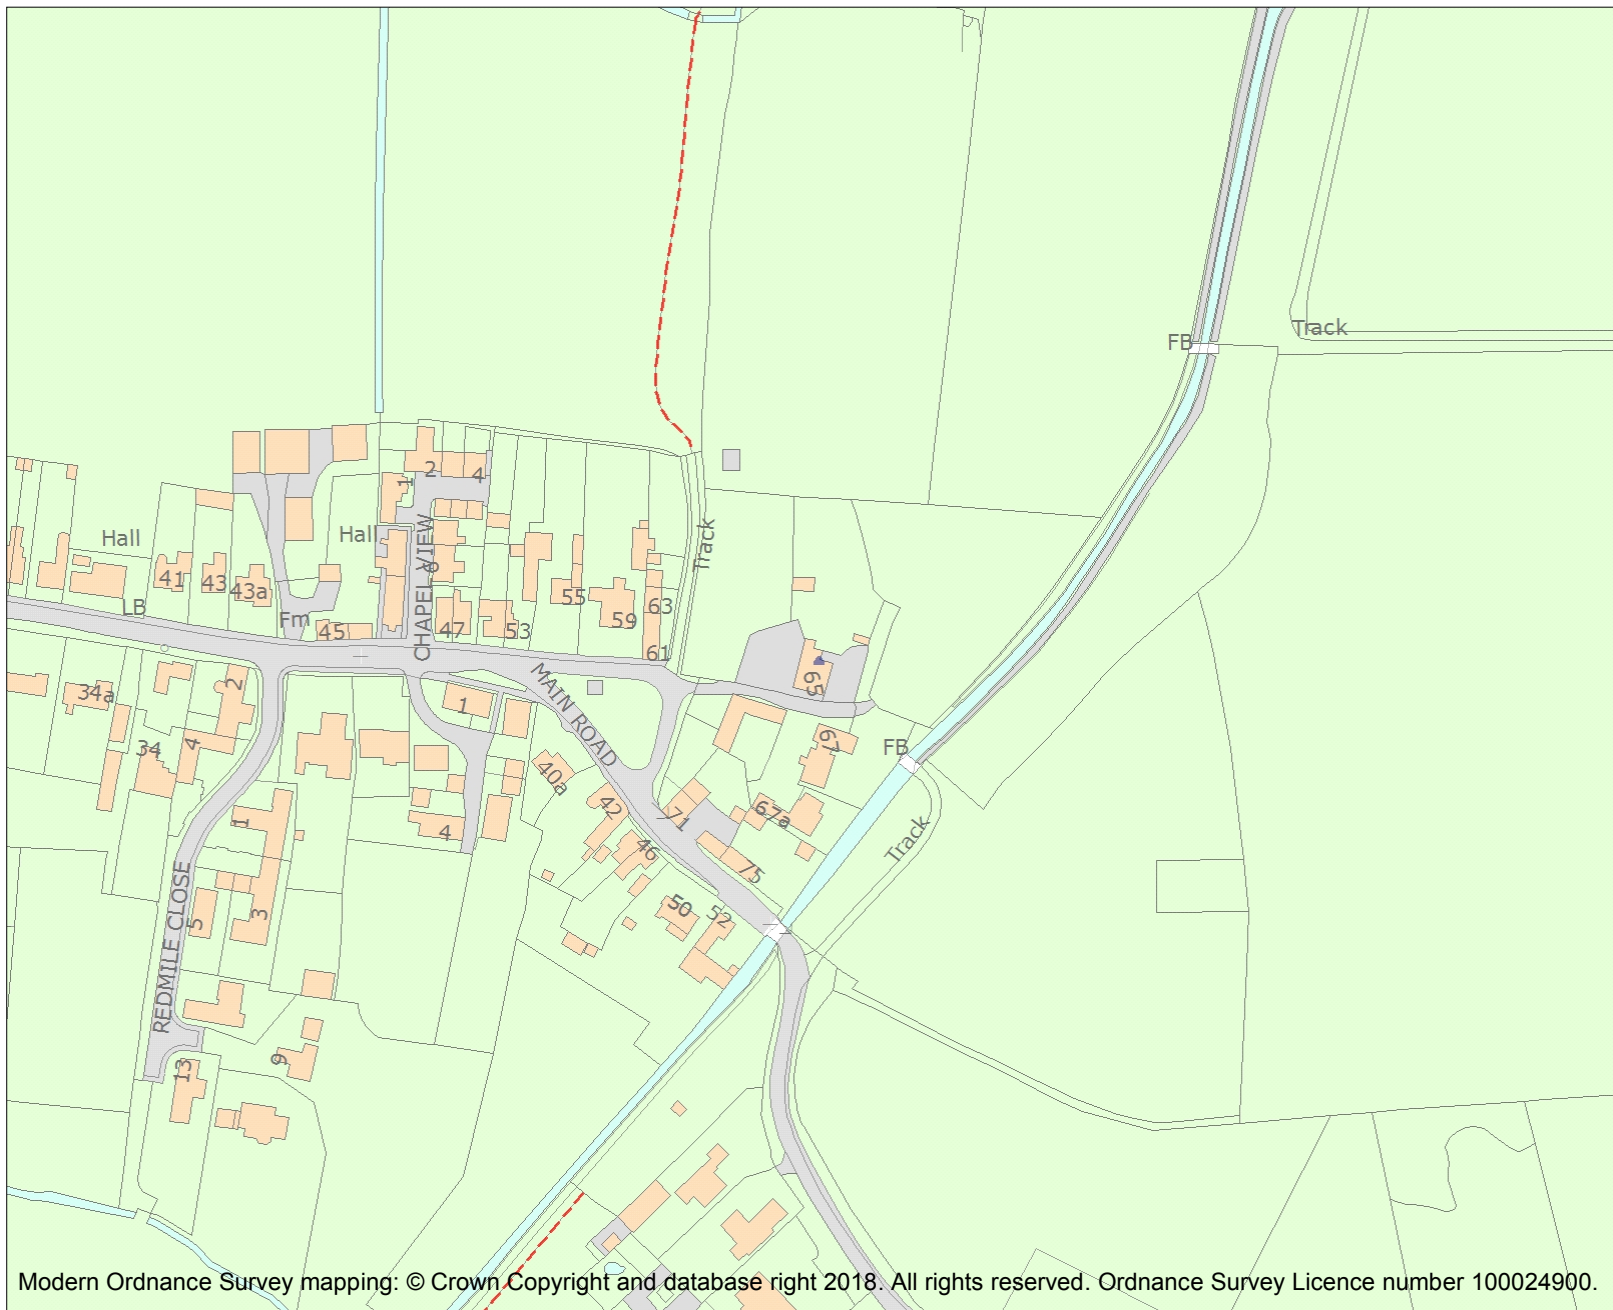 FB
Track
2
4
1
Hall
Hall
CHAPEL VIEW
Track
6
41
43
43a
55
63
LB
Fm
45
47
53
59
61
65
MAIN ROAD
34a
2
1
34
4
40a
67
FB
42
71
67a
1
4
46
Track
75
REDMILE CLOSE
5
3
50
52
9
13
Modern Ordnance Survey mapping: © Crown Copyright and database right 2018. All rights reserved. Ordnance Survey Licence number 100024900.